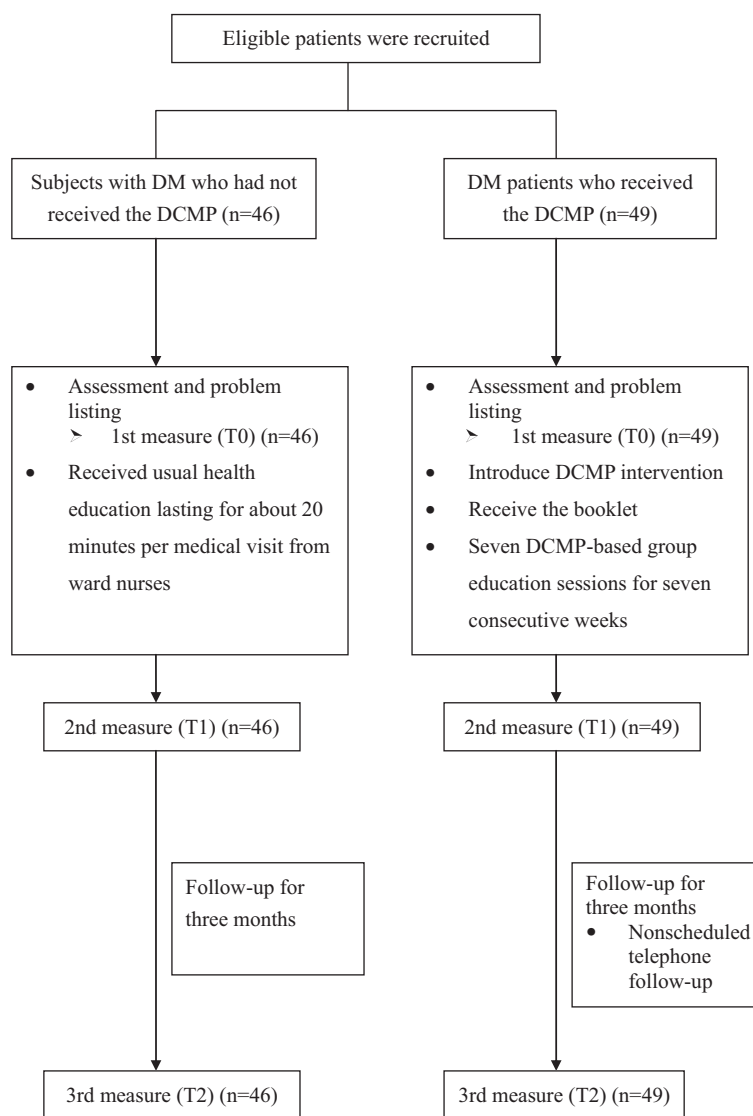 Eligible patients were recruited
Subjects with DM who had not
received the DCMP (n=46)
DM patients who received
the DCMP (n=49)
• Assessment and problem
listing
➢ 1st measure (T0) (n=46)
• Received usual health
education lasting for about 20
minutes per medical visit from
ward nurses
• Assessment and problem
listing
➢ 1st measure (T0) (n=49)
• Introduce DCMP intervention
• Receive the booklet
• Seven DCMP-based group
education sessions for seven
consecutive weeks
2nd measure (T1) (n=46)
2nd measure (T1) (n=49)
Follow-up for
three months
Follow-up for
three months
• Nonscheduled
telephone
follow-up
3rd measure (T2) (n=46)
3rd measure (T2) (n=49)